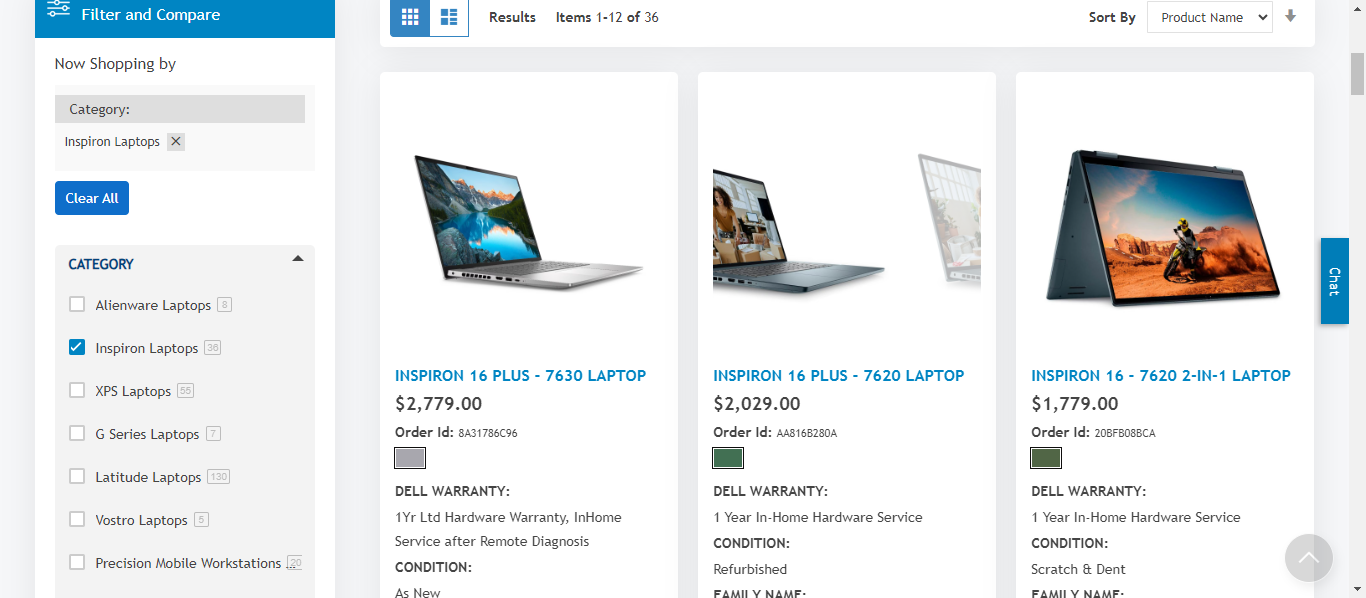 Filter and Compare
Results Items 1-12 of 36
Sort By Product Name
Now Shopping by
Category:
Inspiron Laptops
Clear All
CATEGORY
Alienware Laptops 8
Inspiron Laptops 36
XPS Laptops 55
G Series Laptops 7
Latitude Laptops 130
Vostro Laptops 5
Precision Mobile Workstations ... 20
INSPIRON 16 PLUS - 7630 LAPTOP
$2,779.00
Order Id: 8A31786C96
DELL WARRANTY:
1Yr Ltd Hardware Warranty, InHome
Service after Remote Diagnosis
CONDITION:
As New
INSPIRON 16 PLUS - 7620 LAPTOP
$2,029.00
Order Id: AA816B280A
DELL WARRANTY:
1 Year In-Home Hardware Service
CONDITION:
Refurbished
FAMILY NAME:
INSPIRON 16 - 7620 2-IN-1 LAPTOP
$1,779.00
Order Id: 20BFB08BCA
DELL WARRANTY:
1 Year In-Home Hardware Service
CONDITION:
Scratch & Dent
FAMILY NAME:
Chat